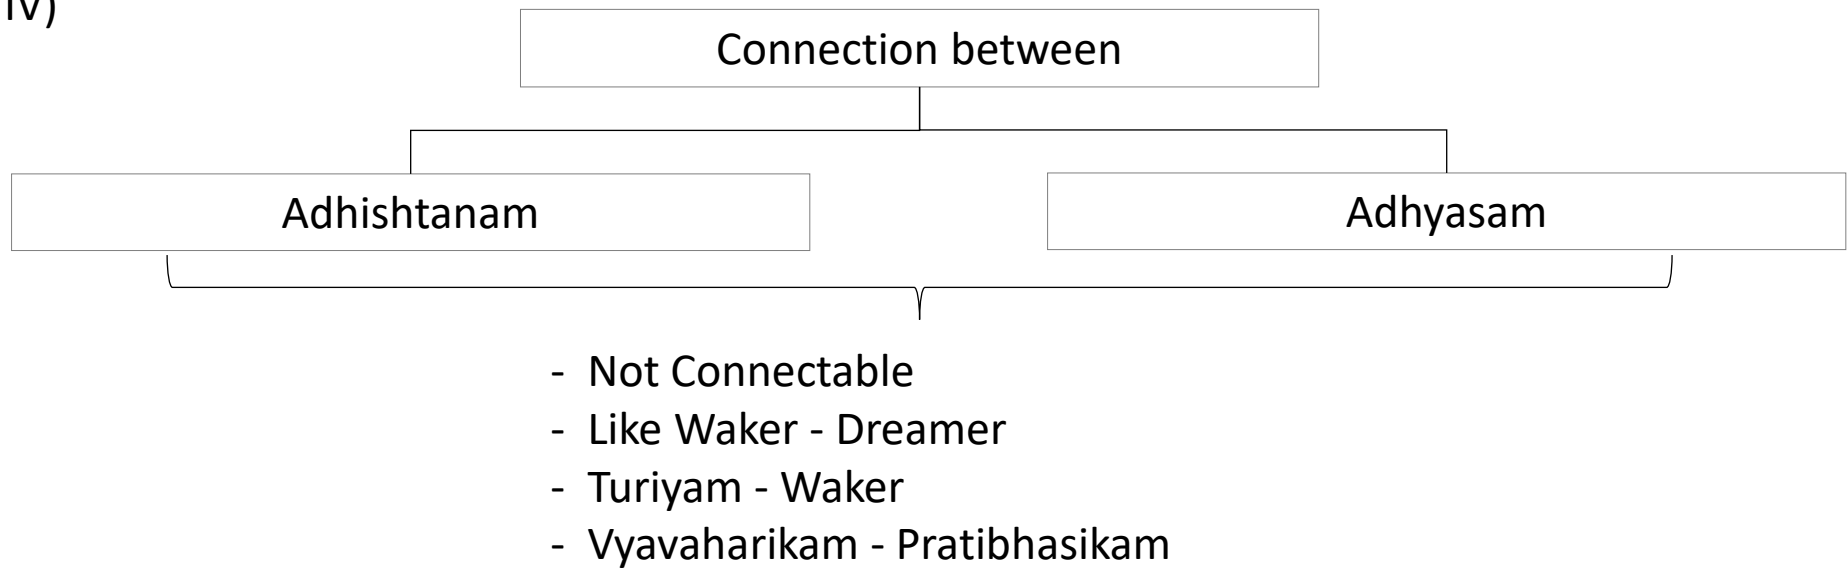 iv)
Connection between
Adhishtanam
Adhyasam
- Not Connectable
- Like Waker - Dreamer
- Turiyam - Waker
- Vyavaharikam - Pratibhasikam